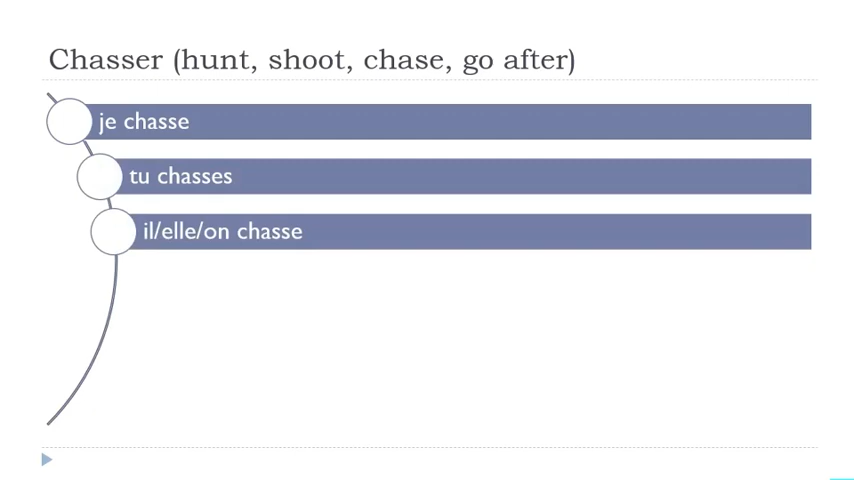 Chasser (hunt, shoot, chase, go after)
je chasse
tu chasses
il/elle/on chasse